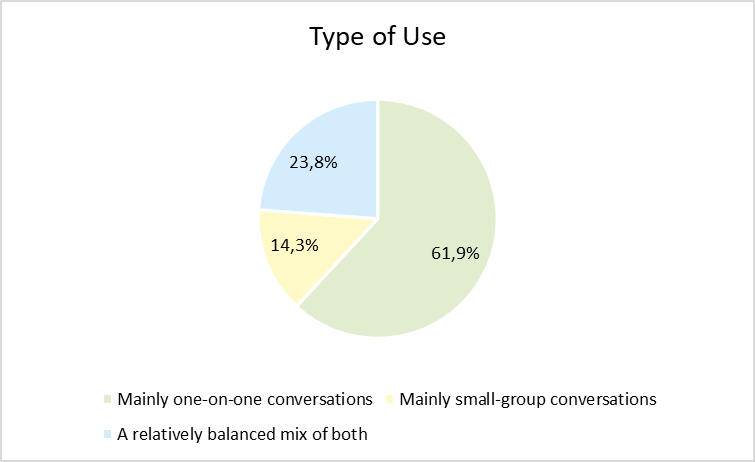 Type of Use
23,8%
14,3%
61,9%
Mainly one-on-one conversations
Mainly small-group conversations
A relatively balanced mix of both